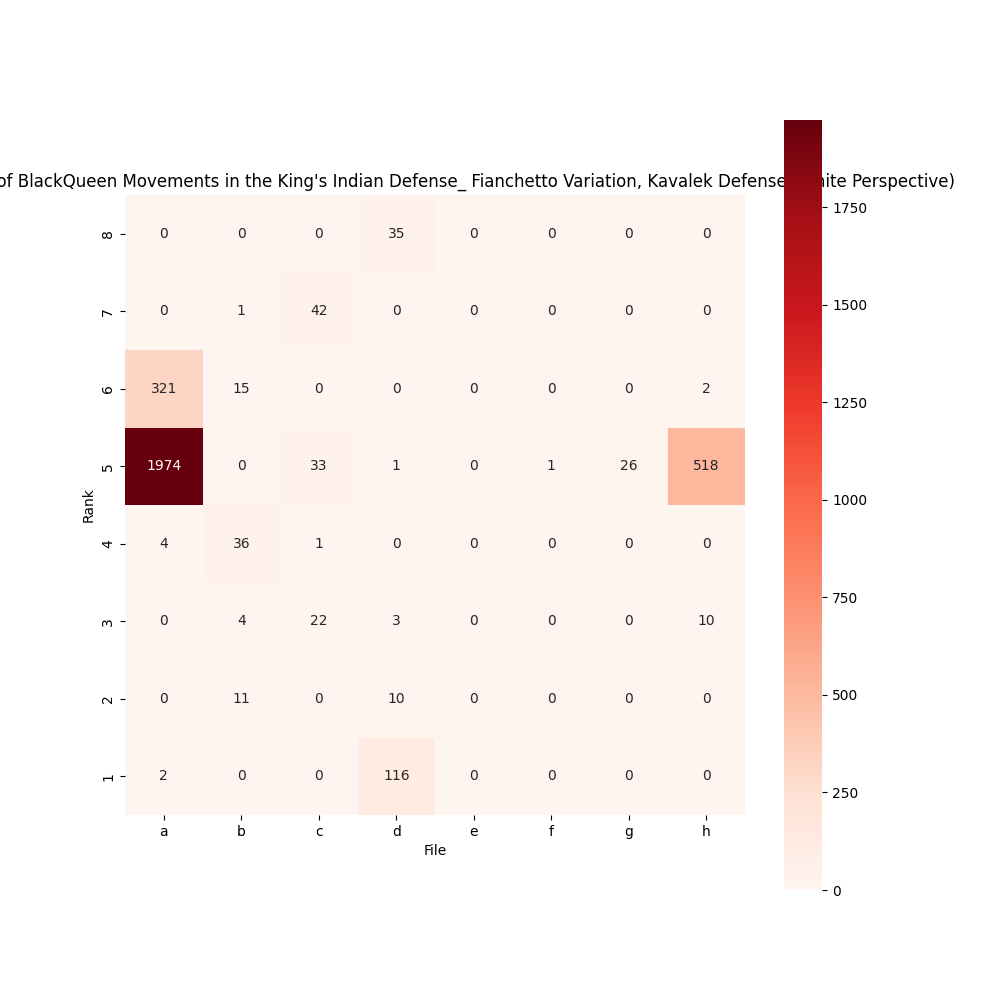 of BlackQueen Movements in the King's Indian Defense_ Fianchetto Variation, Kavalek Defense Perspective)
8 0 0 0 35 0 0 0 0
7 0 1 42 0 0 0 0 0
6 321 15 0 0 0 0 0 2
5 1974 0 33 1 0 1 26 518
Rank
4 4 36 1 0 0 0 0 0
3 0 4 22 3 0 0 0 10
2 0 11 0 10 0 0 0 0
1 2 0 0 116 0 0 0 0
a b c d e f g h
File
1750
1500
1250
1000
750
500
250
0